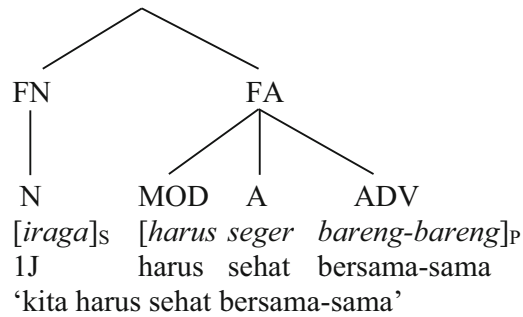 FN FA
N MOD A ADV
[iraga]S [harus seger bareng-bareng]P
1J harus sehat bersama-sama
‘kita harus sehat bersama-sama’